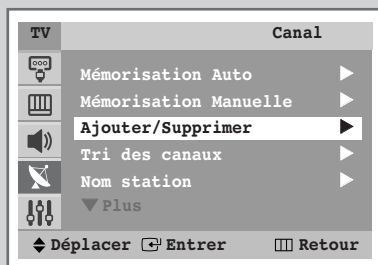 TV Canal
Mémorisation Auto
Mémorisation Manuelle
Ajouter/Supprimer
Tri des canaux
Nom station
Plus
Déplacer Entrer Retour